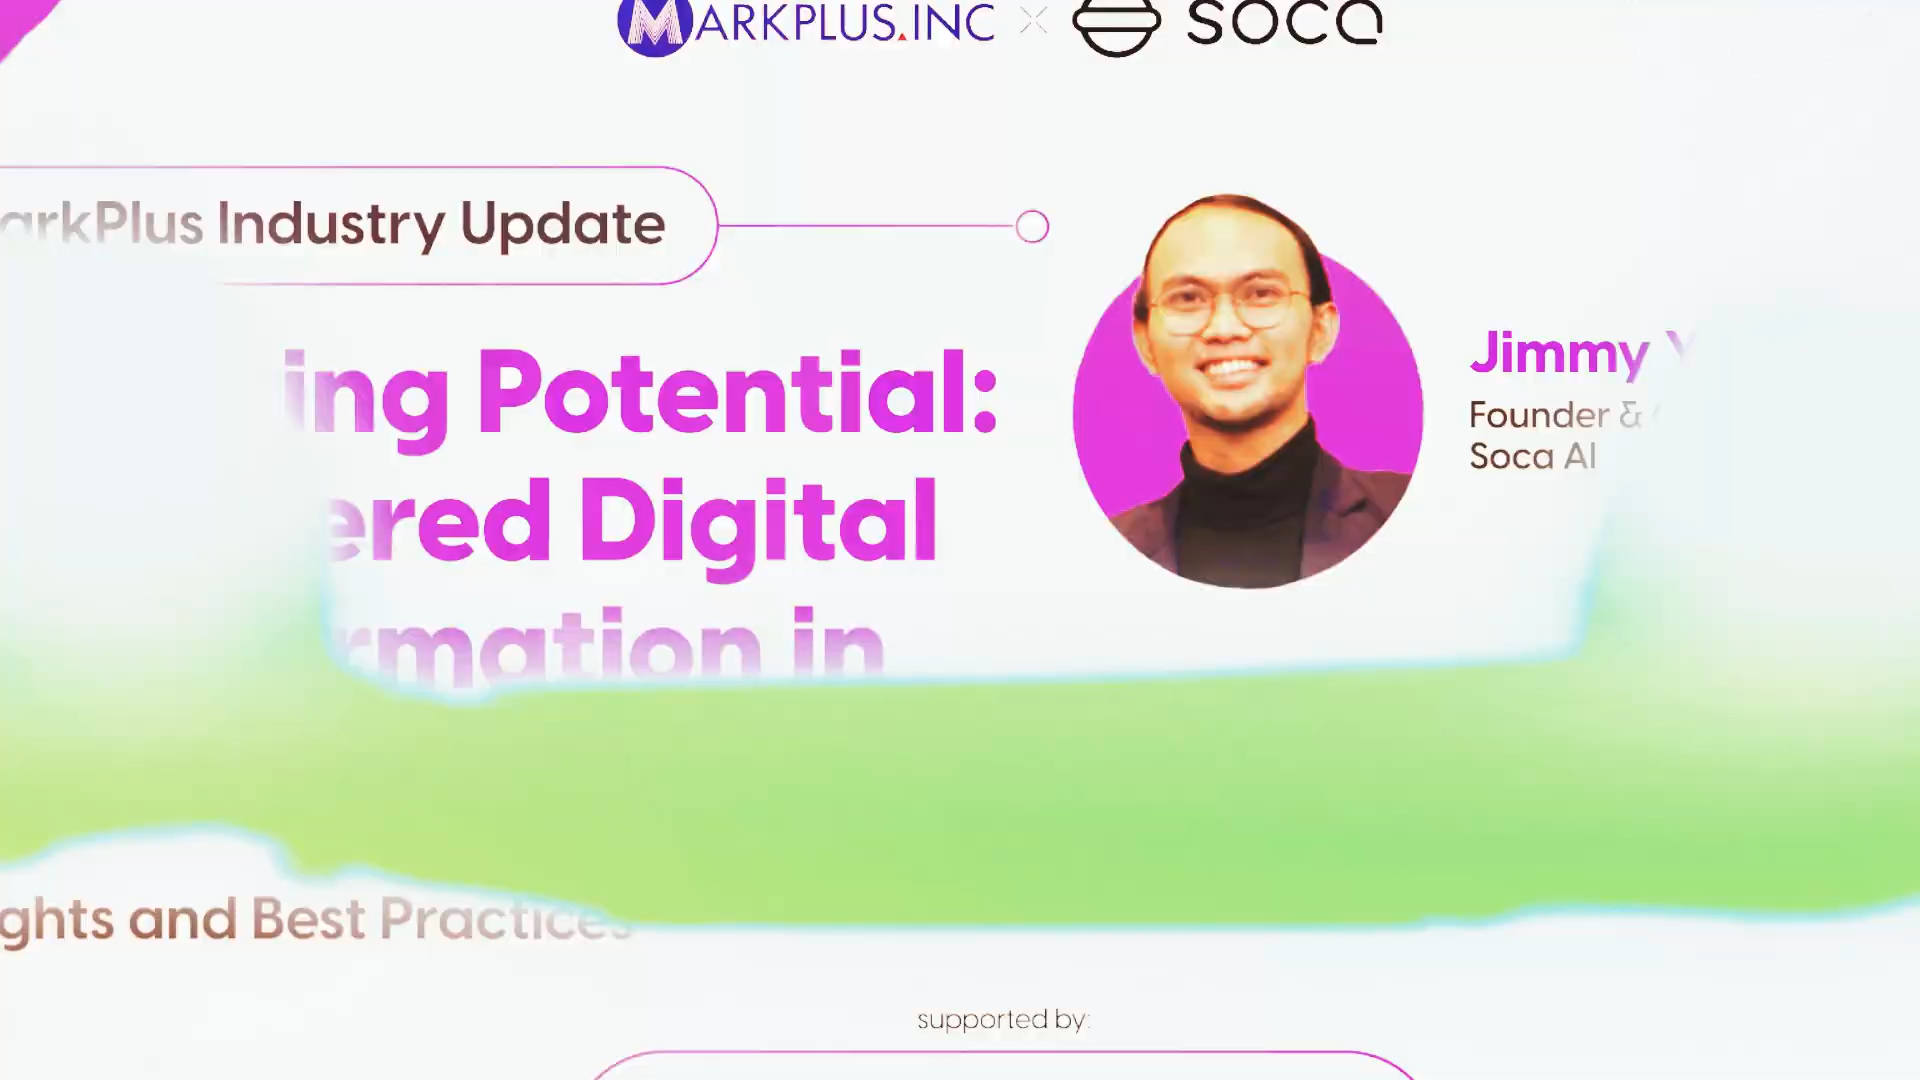 MARKPLUS.INC × soca
arkPlus Industry Update
ing Potential:
ered Digital
rmation in
Jimmy Y
Founder &
Soca AI
ghts and Best Practices
supported by: